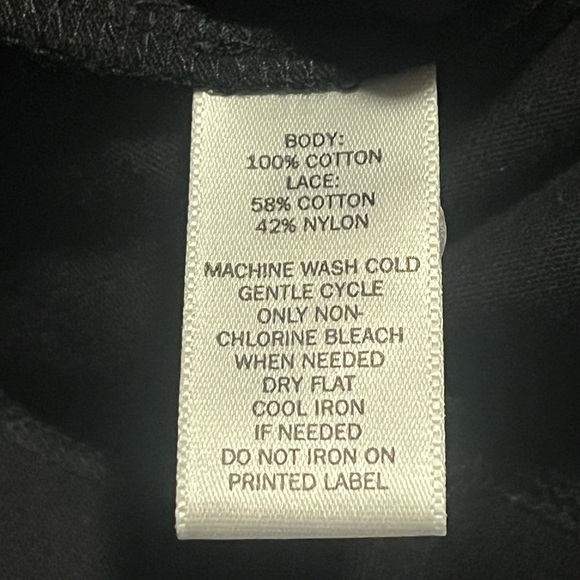 BODY:
100% COTTON
LACE:
58% COTTON
42% NYLON
MACHINE WASH COLD
GENTLE CYCLE
ONLY NON-
CHLORINE BLEACH
WHEN NEEDED
DRY FLAT
COOL IRON
IF NEEDED
DO NOT IRON ON
PRINTED LABEL